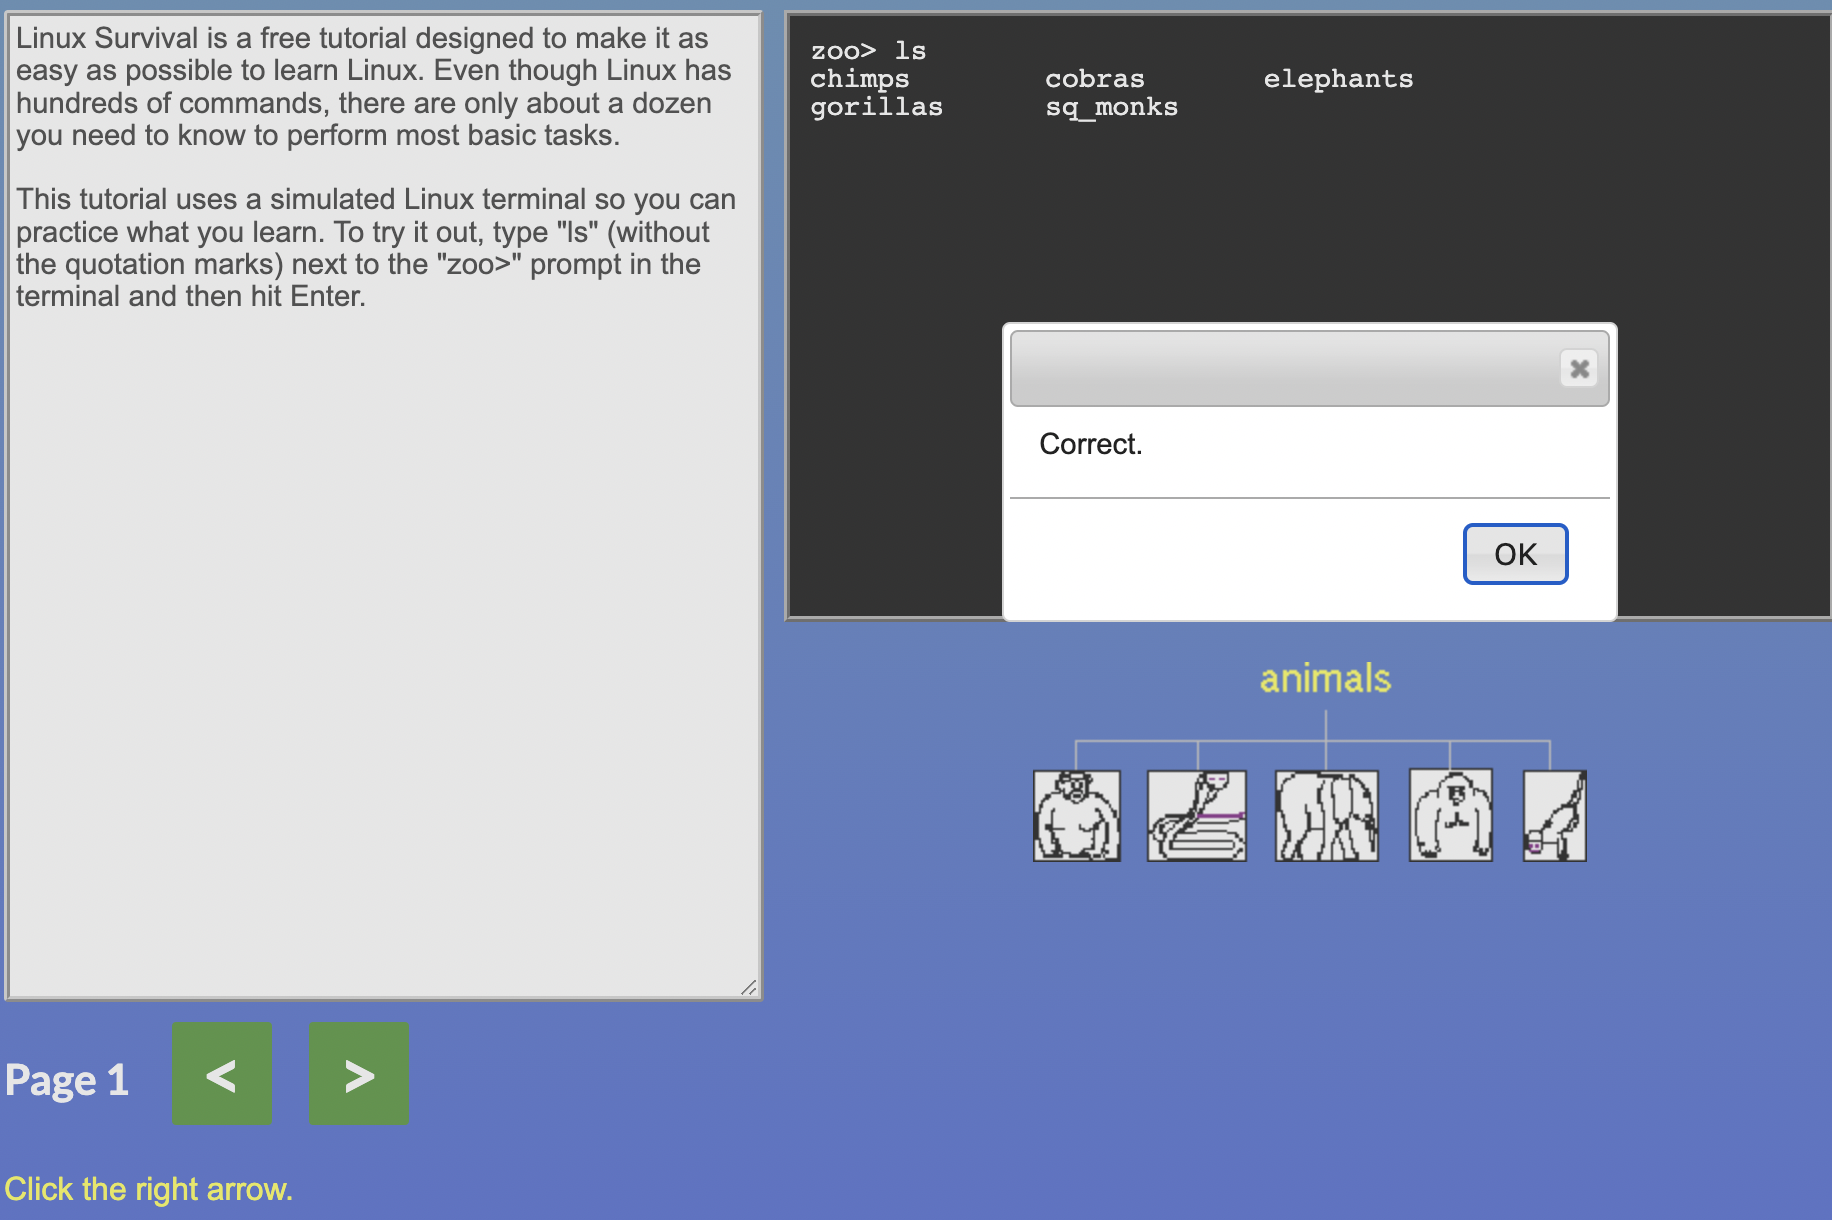 Linux Survival is a free tutorial designed to make it as
easy as possible to learn Linux. Even though Linux has
hundreds of commands, there are only about a dozen
you need to know to perform most basic tasks.
This tutorial uses a simulated Linux terminal so you can
practice what you learn. To try it out, type "ls" (without
the quotation marks) next to the "zoo>" prompt in the
terminal and then hit Enter.
zoo> ls
chimps cobras elephants
gorillas sq_monks
Correct.
OK
animals
Page 1 < >
Click the right arrow.